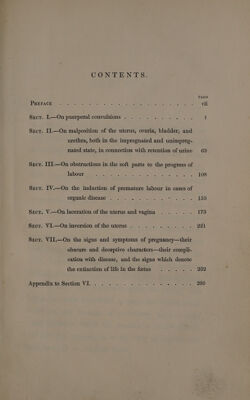 CONTENTS.
PAGE
PREFACE . . . . . . . . . . . . . . . . . . vii
SECT. I.—On puerperal convulsions . . . . . . . . . . 1
SECT. II.—On malposition of the uterus, ovaria, bladder, and
urethra, both in the impregnated and unimpreg-
nated state, in connection with retention of urine 63
SECT. III.—On obstructions in the soft parts to the progress of
labour . . . . . . . . . . . . . . 108
SECT. IV.—On the induction of premature labour in cases of
organic disease . . . . . . . . . . .
SECT. V.—On laceration of the uterus and vagina . . . . . 173
SECT. VI.—On inversion of the uterus . . . . . . . . . 221
SECT. VII.—On the signs and symptoms of pregnancy—their
obscure and deceptive characters—their compli-
cation with disease, and the signs which denote
the extinction of life in the fœtus . . . . . 202
Appendix to Section VI. . . . . . . . . . . . .